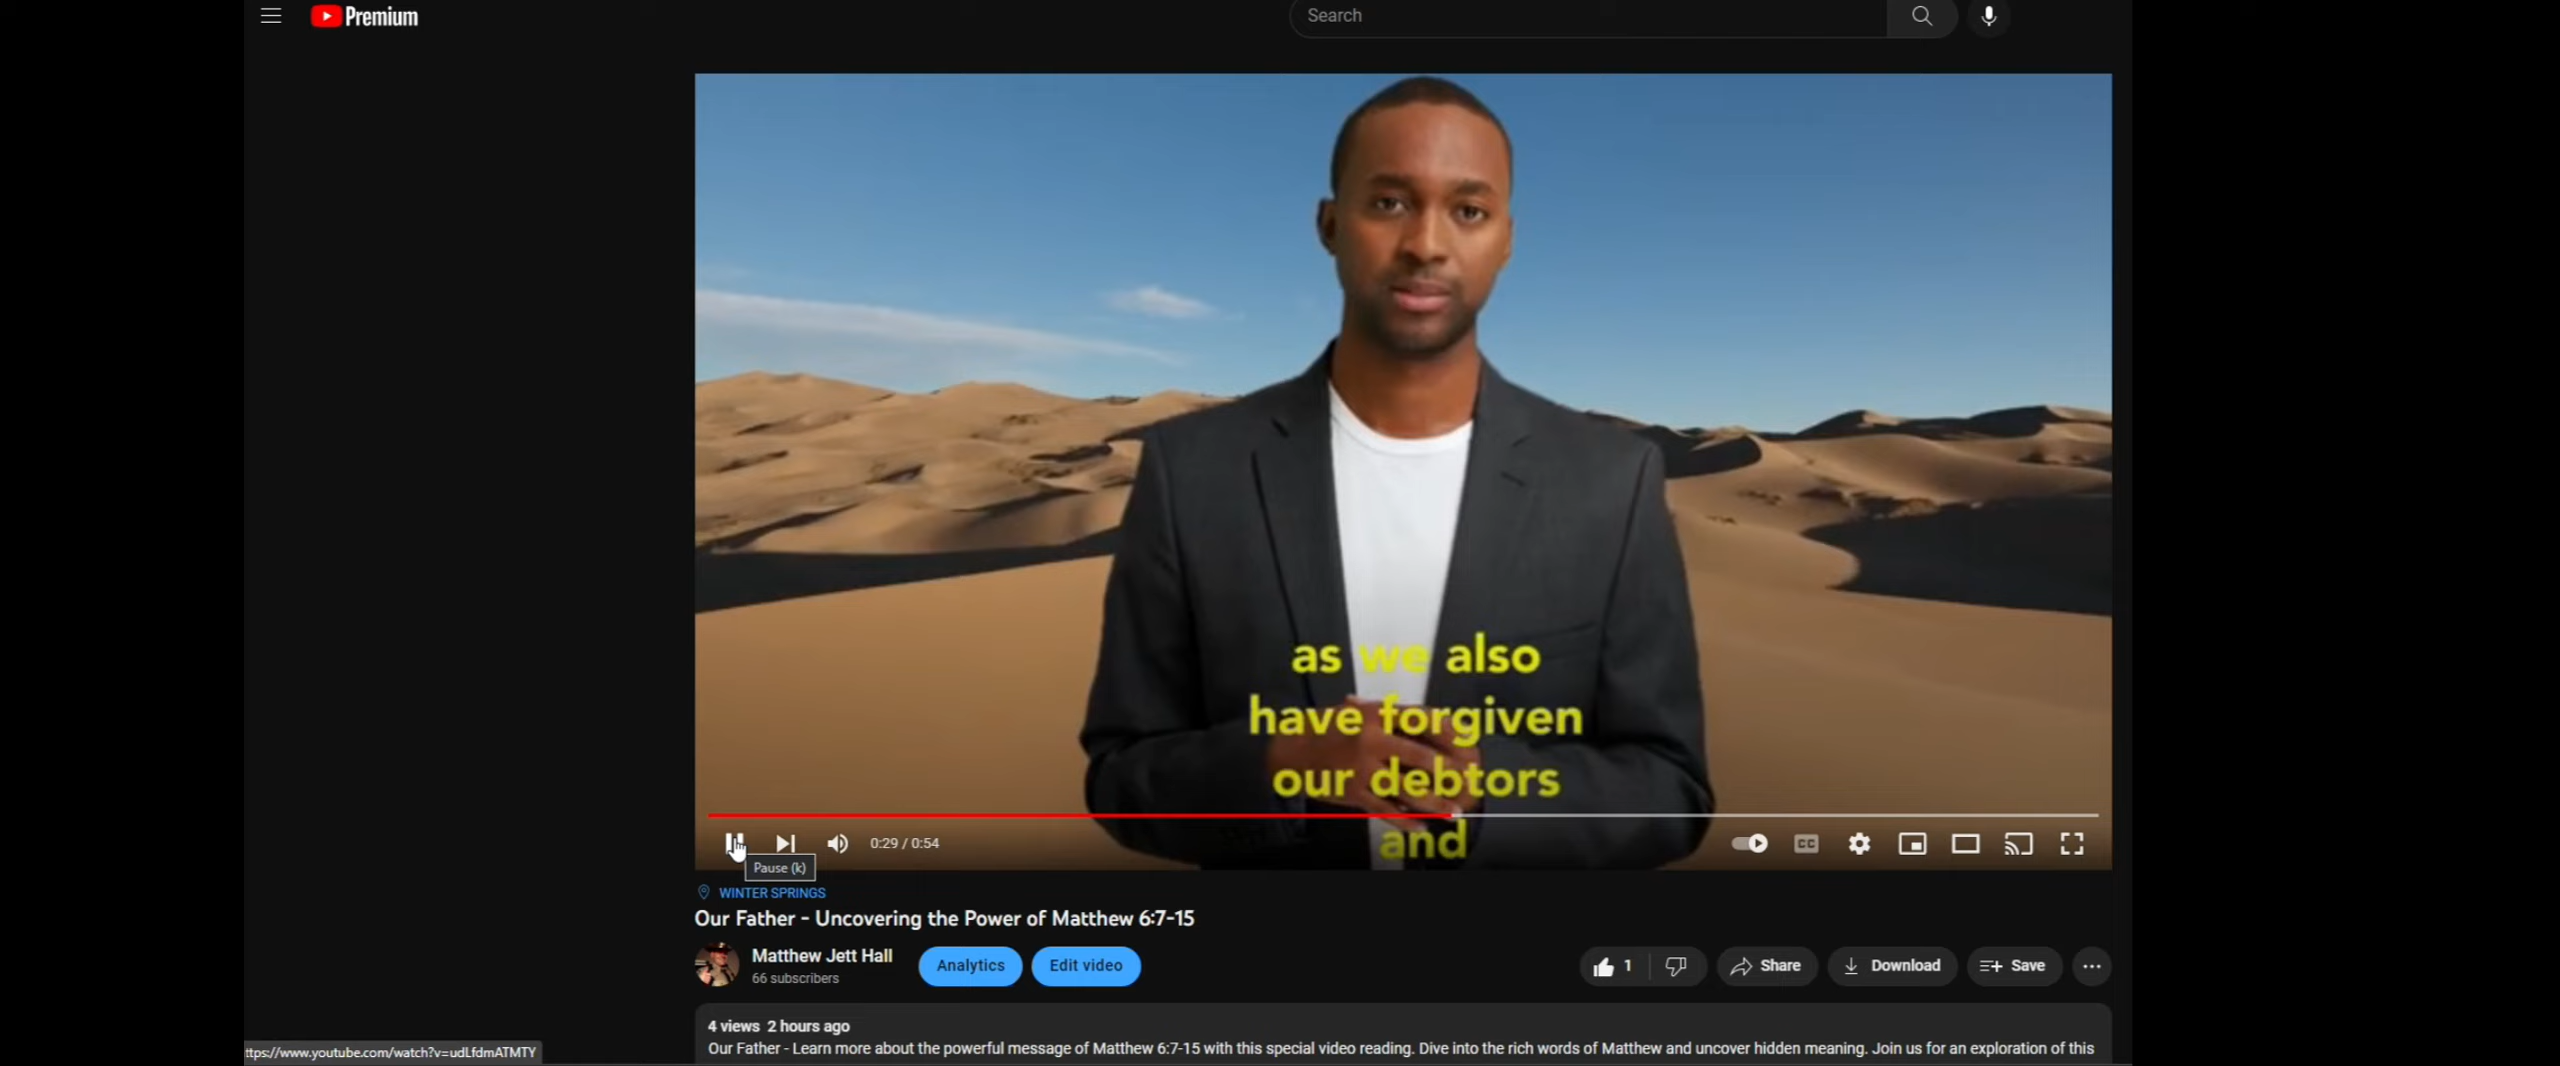 Premium
Search
as we also
have forgiven
our debtors
and
0:29 / 0:54
CC
Pause (k)
WINTER SPRINGS
Our Father - Uncovering the Power of Matthew 6:7-15
Matthew Jett Hall
66 subscribers
Analytics
Edit video
1
Share
Download
Save
4 views 2 hours ago
Our Father - Learn more about the powerful message of Matthew 6:7-15 with this special video reading. Dive into the rich words of Matthew and uncover hidden meaning. Join us for an exploration of this
ttps://www.youtube.com/watch?v=udLfdmATMTY